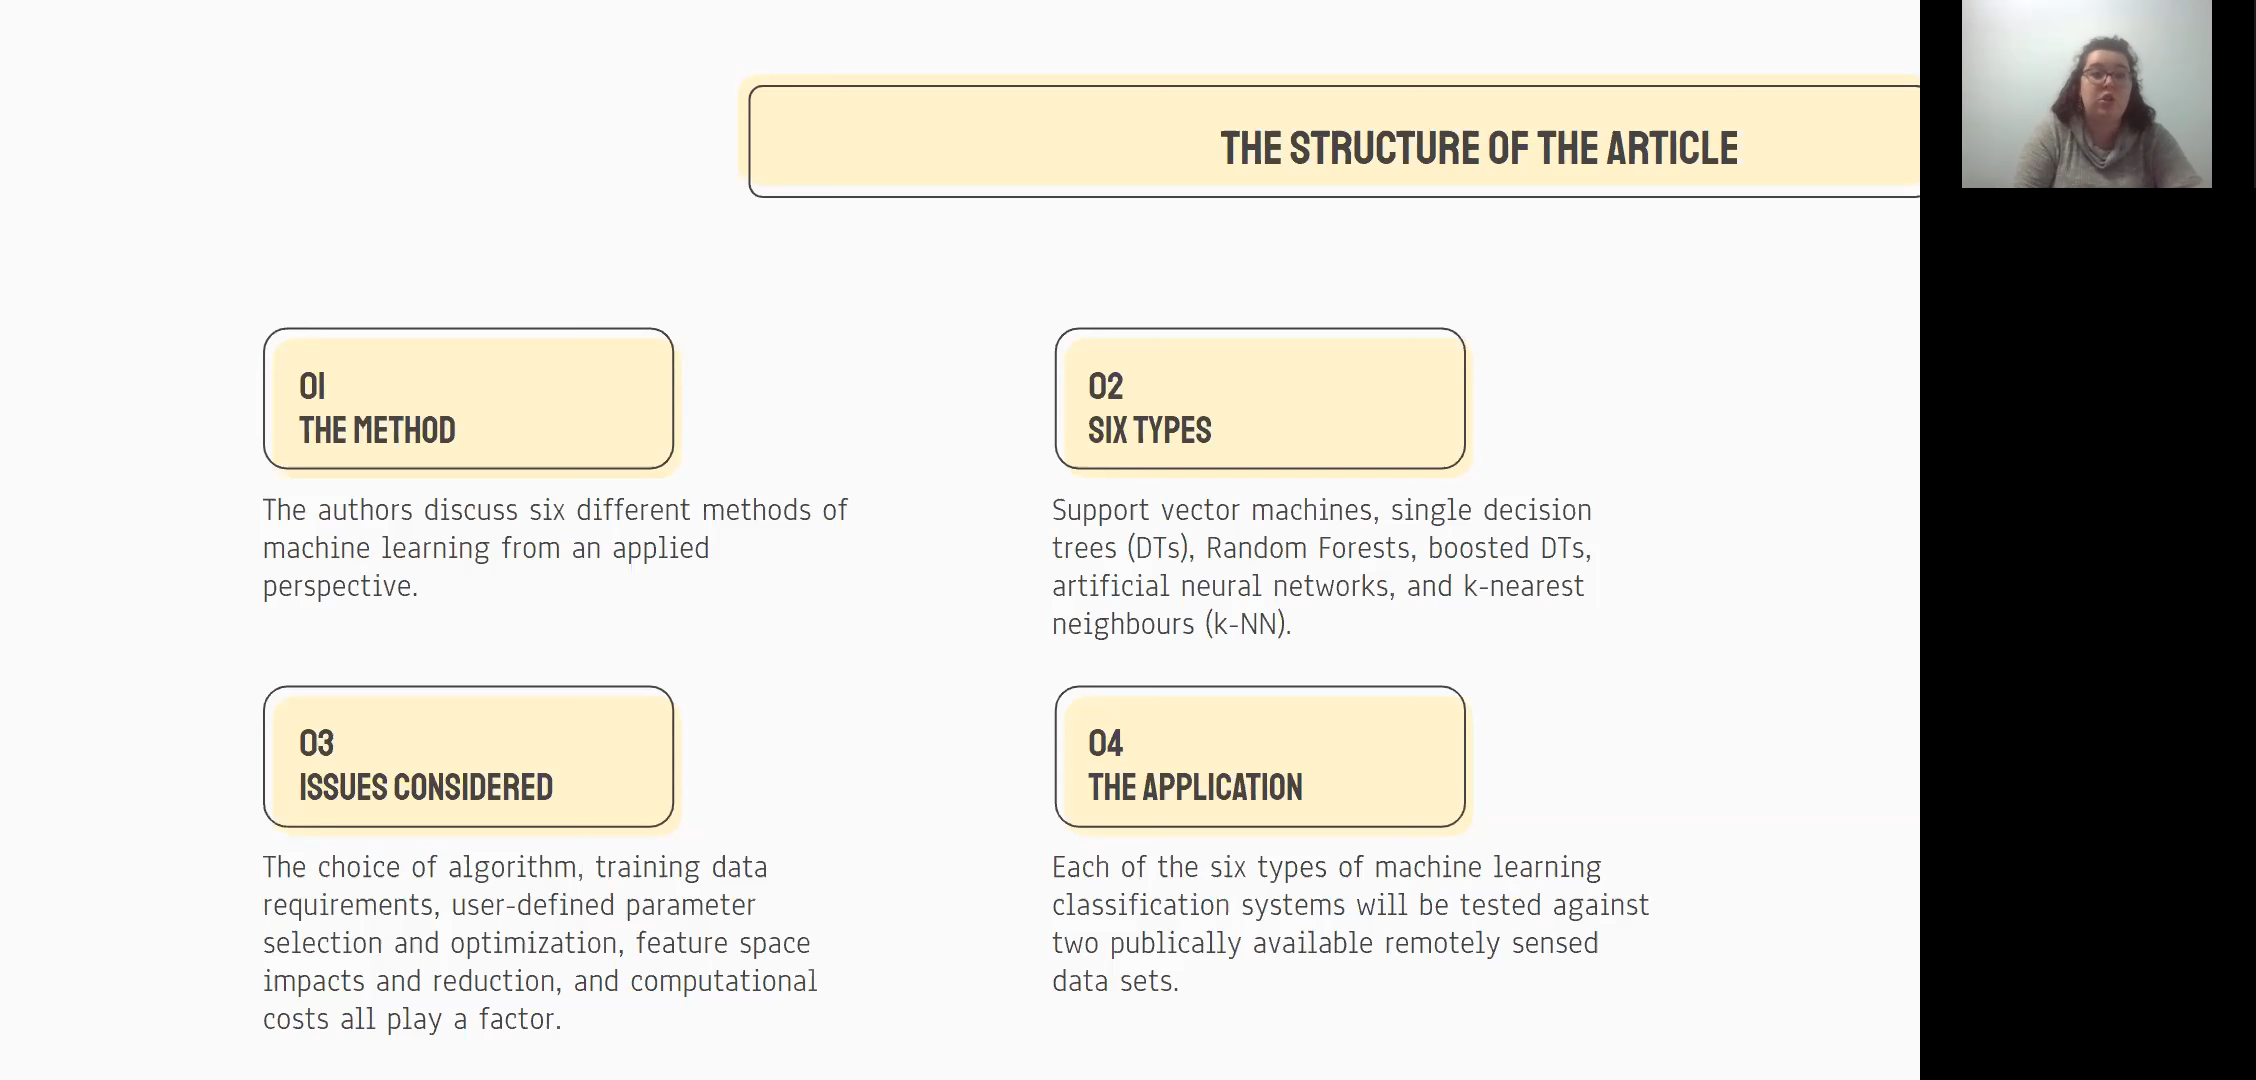 THE STRUCTURE OF THE ARTICLE
01
THE METHOD
The authors discuss six different methods of
machine learning from an applied
perspective.
02
SIX TYPES
Support vector machines, single decision
trees (DTs), Random Forests, boosted DTs,
artificial neural networks, and k-nearest
neighbours (k-NN).
03
ISSUES CONSIDERED
The choice of algorithm, training data
requirements, user-defined parameter
selection and optimization, feature space
impacts and reduction, and computational
costs all play a factor.
04
THE APPLICATION
Each of the six types of machine learning
classification systems will be tested against
two publically available remotely sensed
data sets.